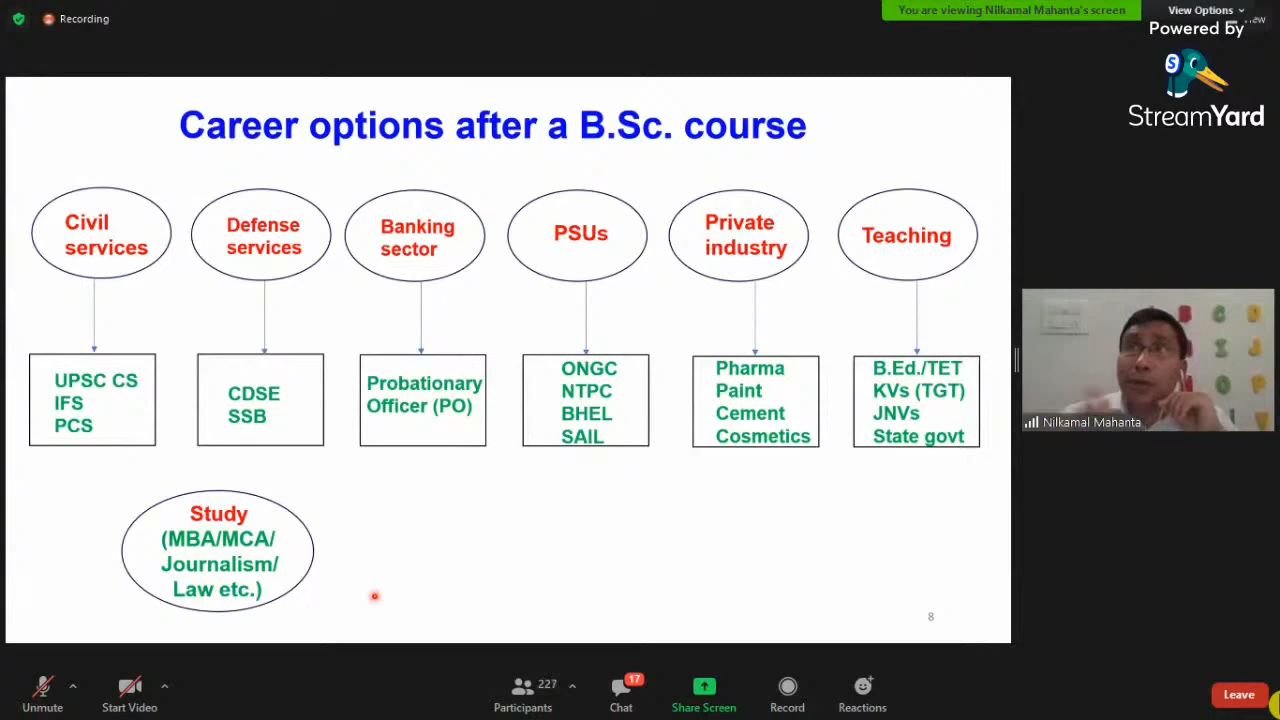 Recording
You are viewing Nilkamal Mahanta's screen
View Options
View
Powered by
S
StreamYard
Career options after a B.Sc. course
Civil
services
Defense
services
Banking
sector
PSUs
Private
industry
Teaching
UPSC CS
IFS
PCS
CDSE
SSB
Probationary
Officer (PO)
ONGC
NTPC
BHEL
SAIL
Pharma
Paint
Cement
Cosmetics
B.Ed./TET
KVs (TGT)
JNVs
State govt
Study
(MBA/MCA/
Journalism/
Law etc.)
8
Nilkamal Mahanta
Unmute
Start Video
227
Participants
17
Chat
Share Screen
Record
Reactions
Leave